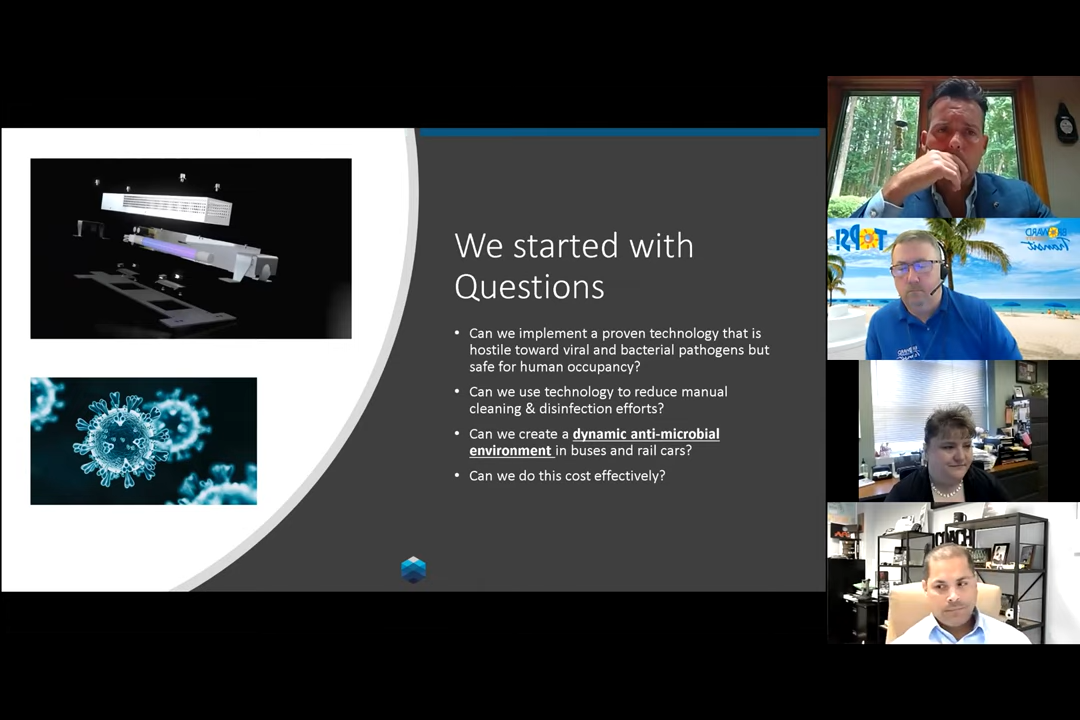 We started with
Questions
• Can we implement a proven technology that is
hostile toward viral and bacterial pathogens but
safe for human occupancy?
• Can we use technology to reduce manual
cleaning & disinfection efforts?
• Can we create a dynamic anti-microbial
environment in buses and rail cars?
• Can we do this cost effectively?
TOPS!
BROWARD
Transit